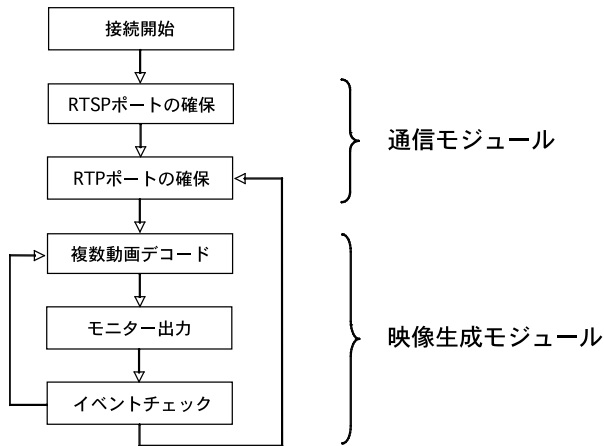 接続開始
RTSPポートの確保
通信モジュール
RTPポートの確保
複数動画デコード
モニター出力
映像生成モジュール
イベントチェック